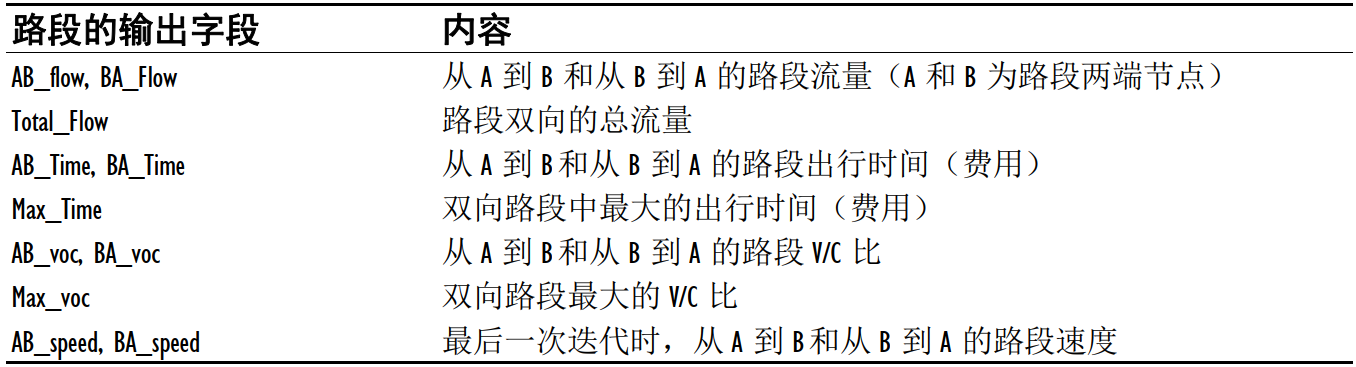 路段的输出字段 内容
AB_flow, BA_Flow 从 A 到 B 和从 B 到 A 的路段流量（A 和 B 为路段两端节点）
Total_Flow 路段双向的总流量
AB_Time, BA_Time 从 A 到 B 和从 B 到 A 的路段出行时间（费用）
Max_Time 双向路段中最大的出行时间（费用）
AB_voc, BA_voc 从 A 到 B 和从 B 到 A 的路段 V/C 比
Max_voc 双向路段最大的 V/C 比
AB_speed, BA_speed 最后一次迭代时，从 A 到 B 和从 B 到 A 的路段速度